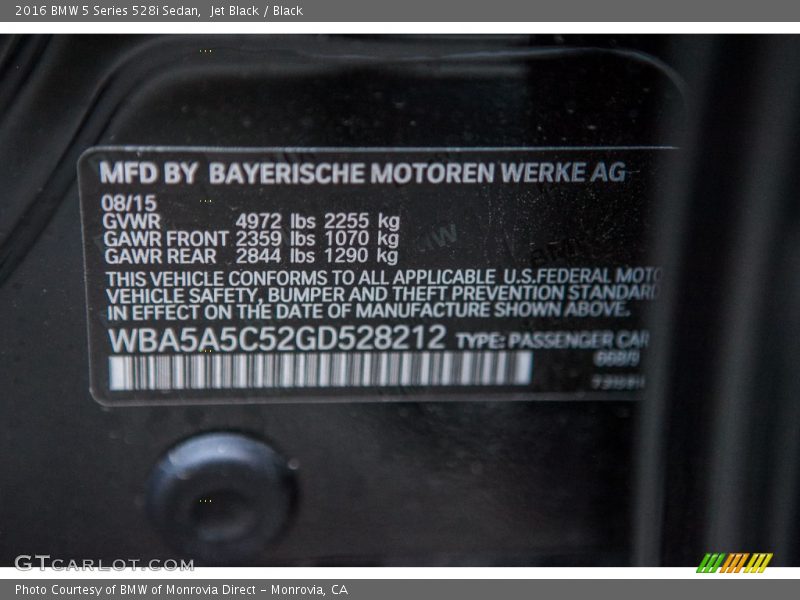 2016 BMW 5 Series 528i Sedan,  Jet Black / Black
MFD BY BAYERISCHE MOTOREN WERKE AG
08/15
GVWR 4972 lbs 2255 kg
GAWR FRONT 2359 lbs 1070 kg
GAWR REAR 2844 lbs 1290 kg
THIS VEHICLE CONFORMS TO ALL APPLICABLE U.S.FEDERAL MOTO
VEHICLE SAFETY, BUMPER AND THEFT PREVENTION STANDARD
IN EFFECT ON THE DATE OF MANUFACTURE SHOWN ABOVE.
WBA5A5C52GD528212 TYPE: PASSENGER CAR
GTCARLOT.COM
Photo Courtesy of BMW of Monrovia Direct – Monrovia, CA